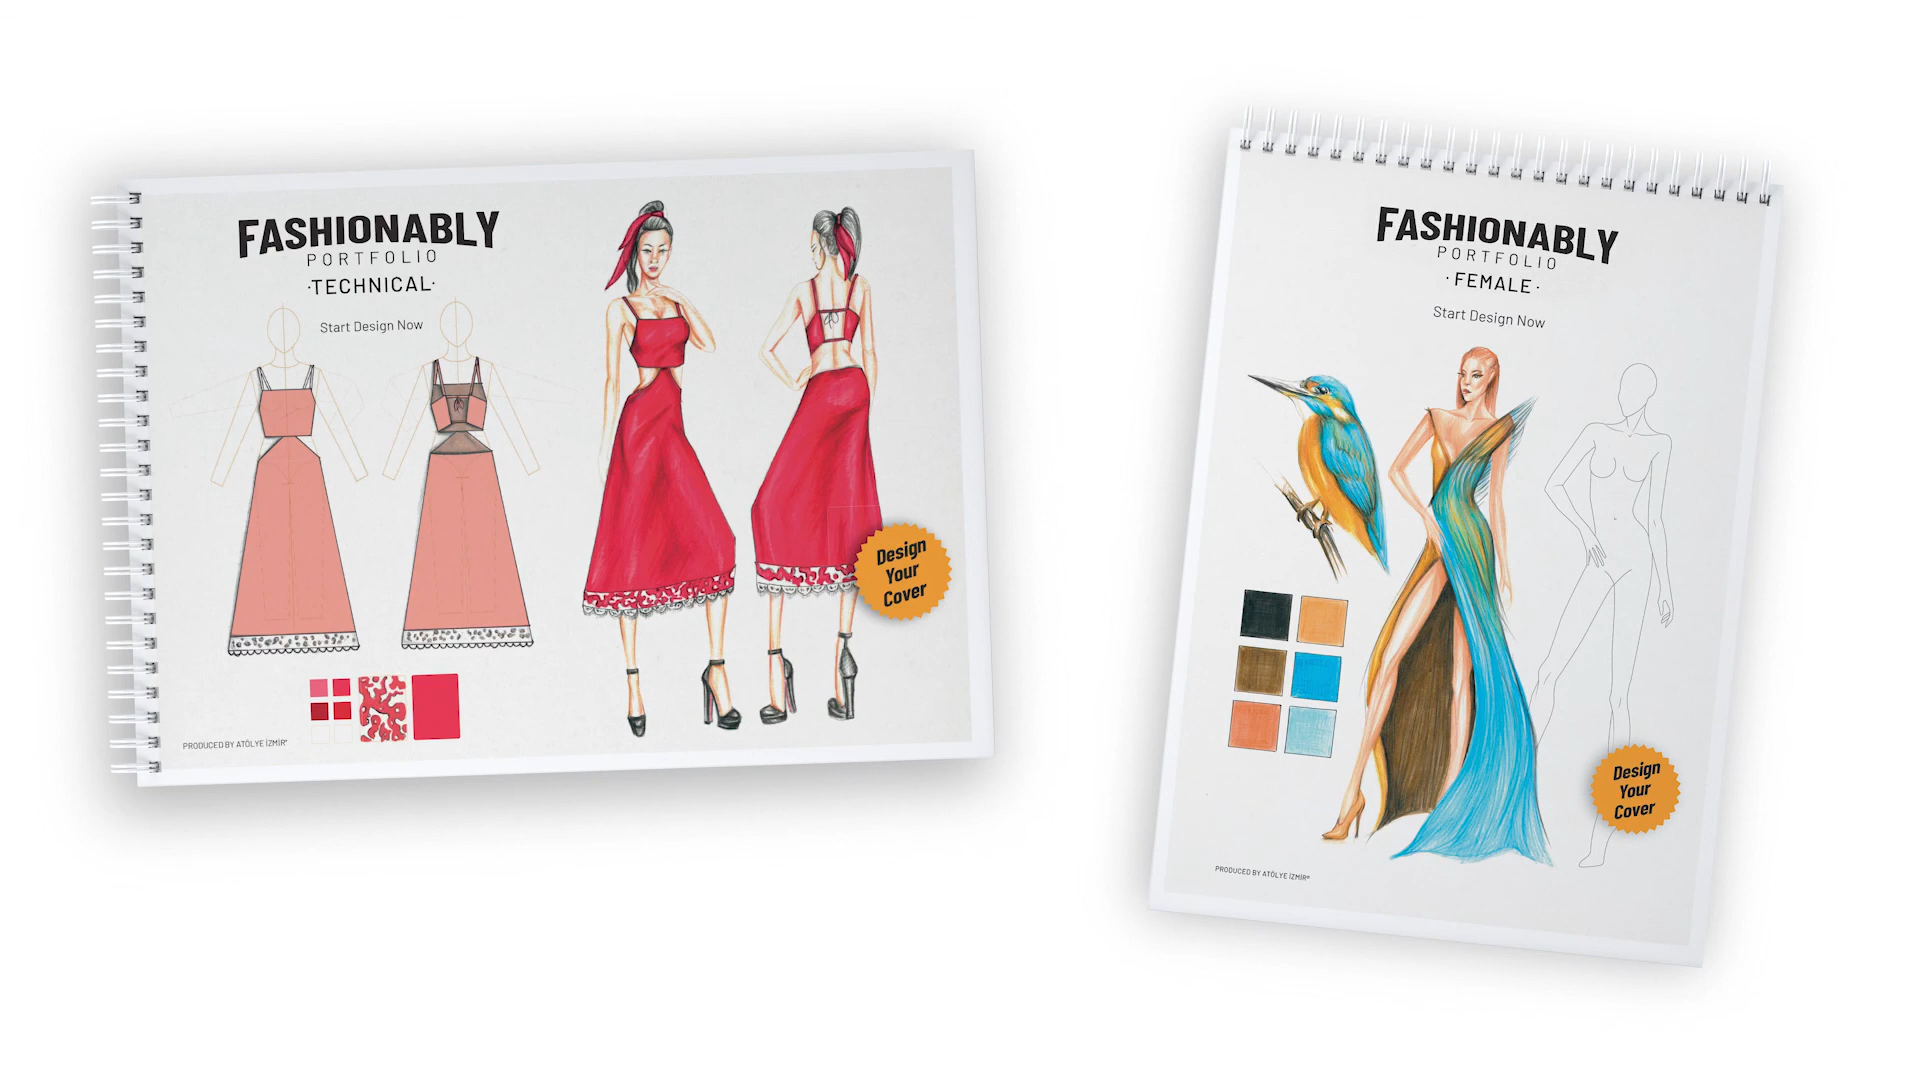 FASHIONABLY
PORTFOLIO
·TECHNICAL·
Start Design Now
Design
Your
Cover
PRODUCED BY ATÖLYE İZMİR®
FASHIONABLY
PORTFOLIO
·FEMALE·
Start Design Now
Design
Your
Cover
PRODUCED BY ATÖLYE İZMİR®